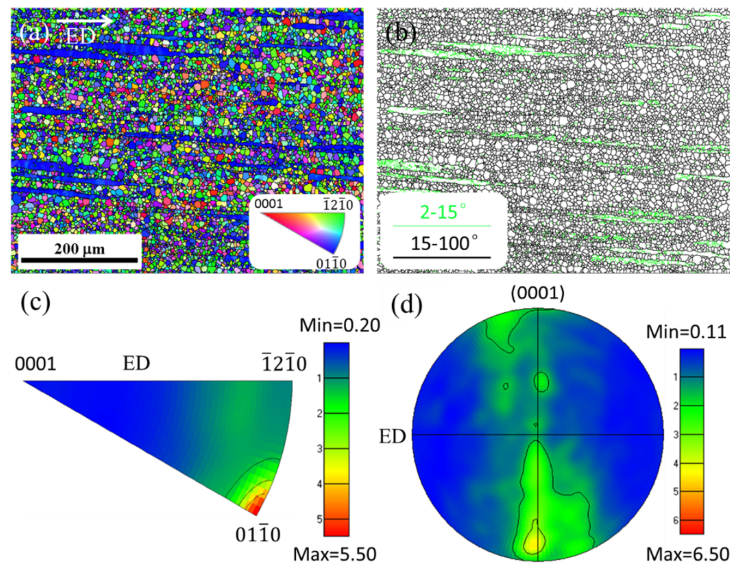 (a)
ED
0001
1̅21̅0
011̅0
200 μm
(b)
2-15°
15-100°
(c)
0001
ED
1̅21̅0
011̅0
Min=0.20
1
2
3
4
5
Max=5.50
(d)
(0001)
ED
Min=0.11
1
2
3
4
5
6
Max=6.50